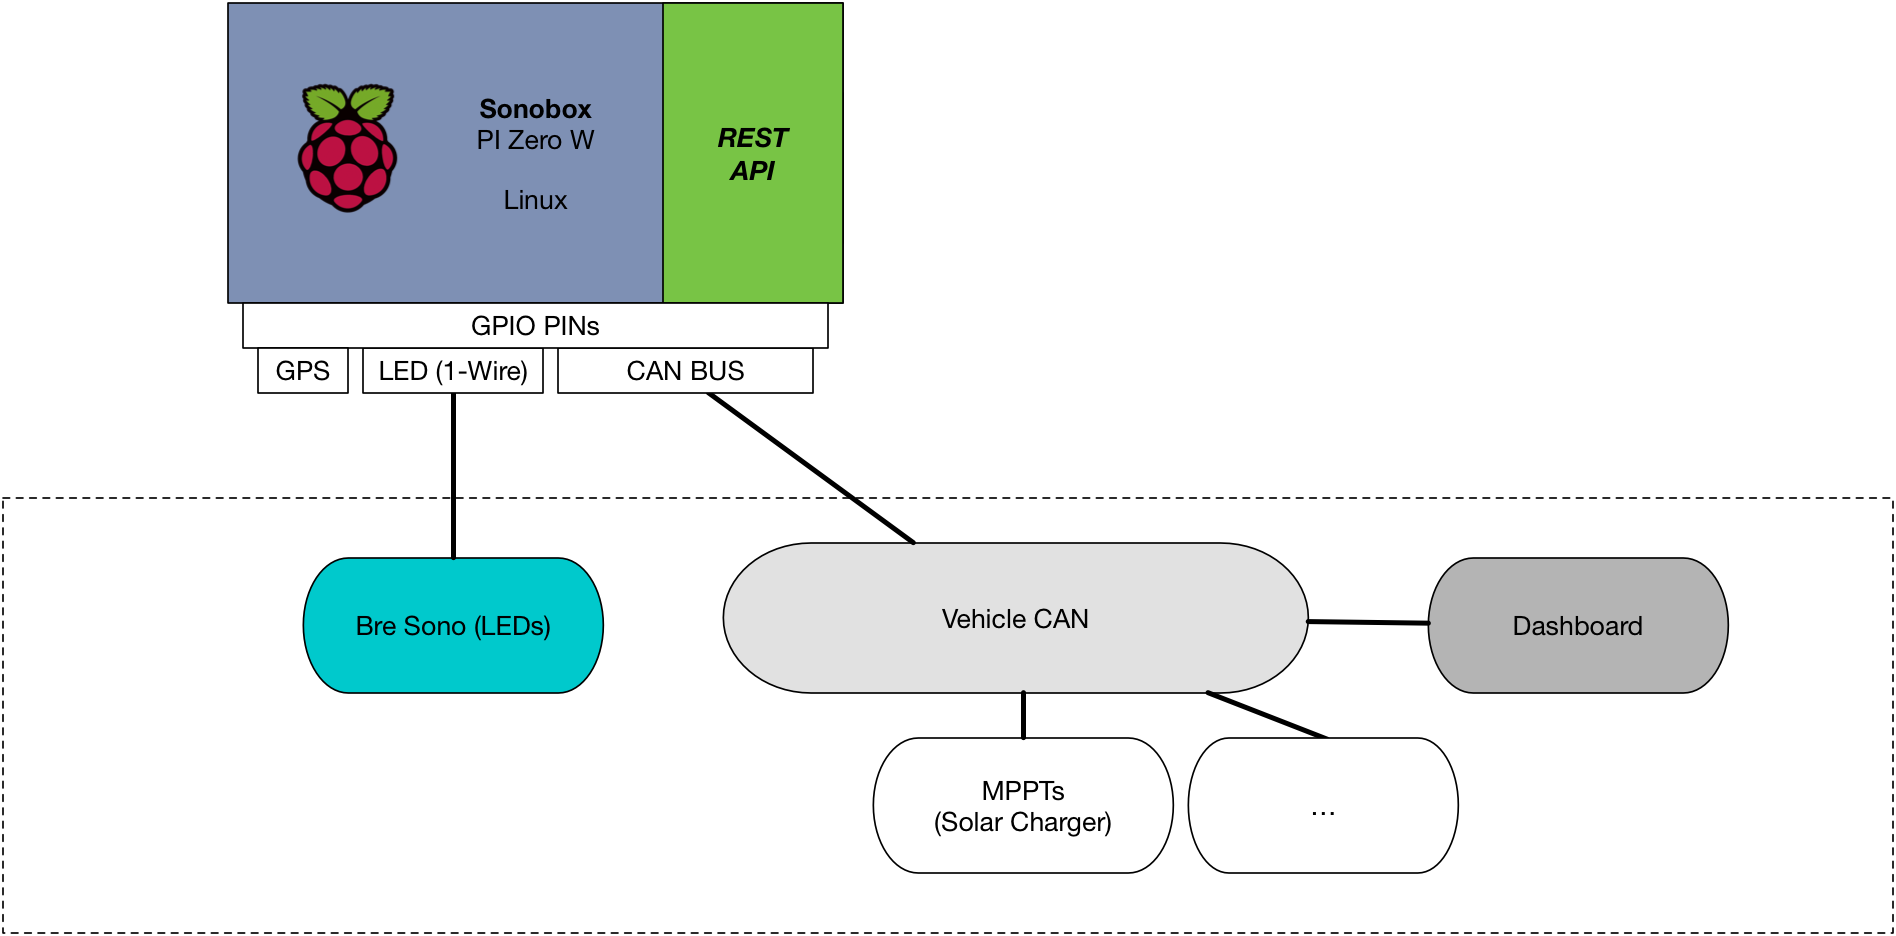 Sonobox
PI Zero W
Linux
REST
API
GPIO PINs
GPS
LED (1-Wire)
CAN BUS
Bre Sono (LEDs)
Vehicle CAN
Dashboard
MPPTs
(Solar Charger)
...